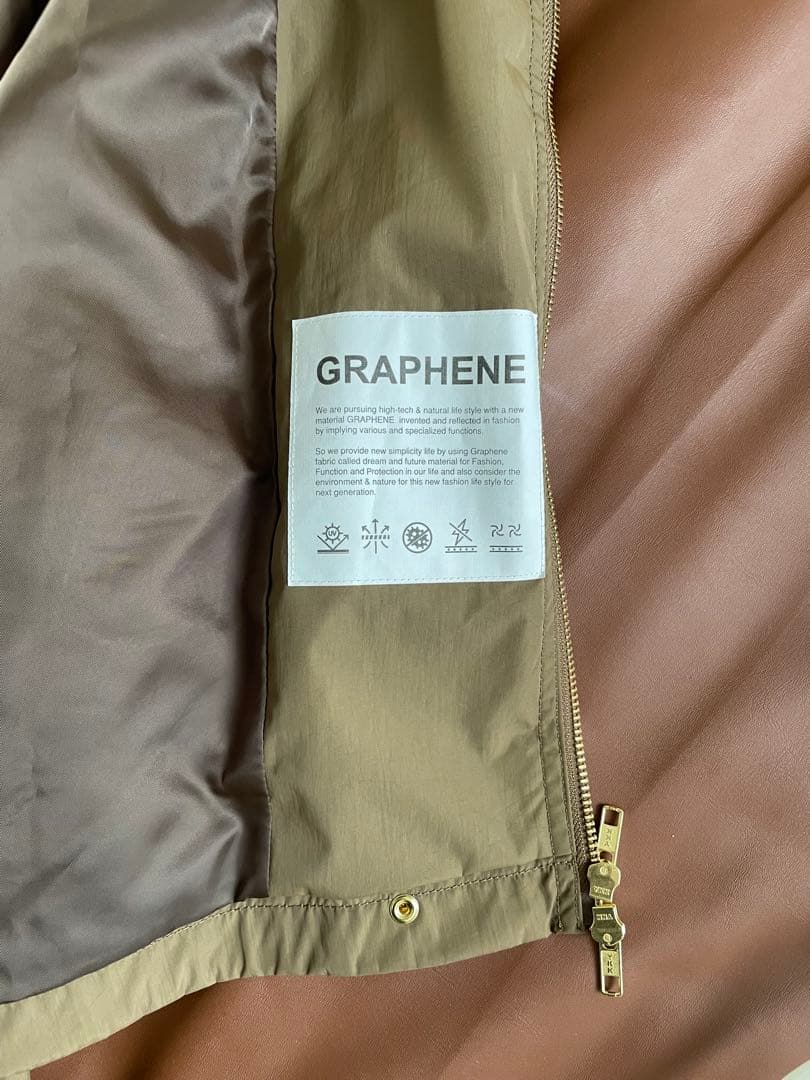 GRAPHENE
We are pursuing high-tech & natural life style with a new
material GRAPHENE invented and reflected in fashion
by implying various and specialized functions.
So we provide new simplicity life by using Graphene
fabric called dream and future material for Fashion,
Function and Protection in our life and also consider the
environment & nature for this new fashion life style for
next generation.
UV
YKK
YKK
YKK
YKK